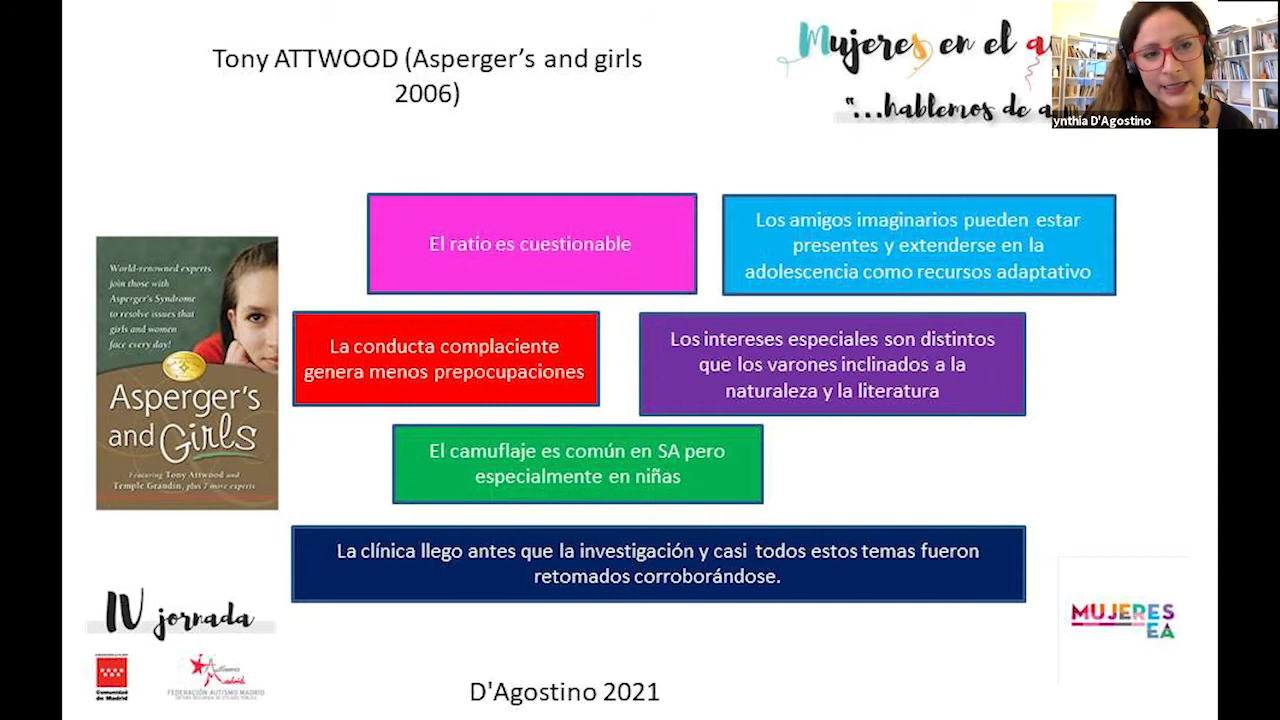 Tony ATTWOOD (Asperger’s and girls
2006)
Mujeres en el au
“...hablemos de a
ynthia D'Agostino
El ratio es cuestionable
Los amigos imaginarios pueden estar
presentes y extenderse en la
adolescencia como recursos adaptativo
La conducta complaciente
genera menos prepocupaciones
Los intereses especiales son distintos
que los varones inclinados a la
naturaleza y la literatura
El camuflaje es común en SA pero
especialmente en niñas
La clínica llego antes que la investigación y casi todos estos temas fueron
retomados corroborándose.
World-renowned experts
join those with
Asperger's Syndrome
to resolve issues that
girls and women
face every day!
Asperger's
and Girls
Featuring Tony Attwood and
Temple Grandin, plus 7 more experts
IV jornada
Comunidad
de Madrid
Autismo
Madrid
FEDERACIÓN AUTISMO MADRID
MUJERES
EA
D'Agostino 2021